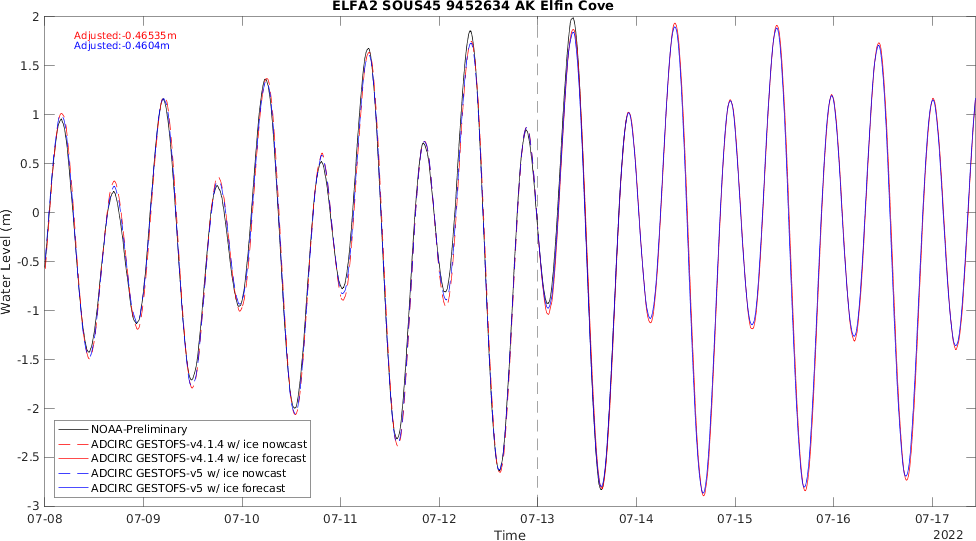 ELFA2 SOUS45 9452634 AK Elfin Cove
Adjusted:-0.46535m
Adjusted:-0.4604m
2
1.5
1
0.5
0
-0.5
-1
-1.5
-2
-2.5
-3
Water Level (m)
NOAA-Preliminary
ADCIRC GESTOFS-v4.1.4 w/ ice nowcast
ADCIRC GESTOFS-v4.1.4 w/ ice forecast
ADCIRC GESTOFS-v5 w/ ice nowcast
ADCIRC GESTOFS-v5 w/ ice forecast
07-08 07-09 07-10 07-11 07-12 07-13 07-14 07-15 07-16 07-17
Time
2022